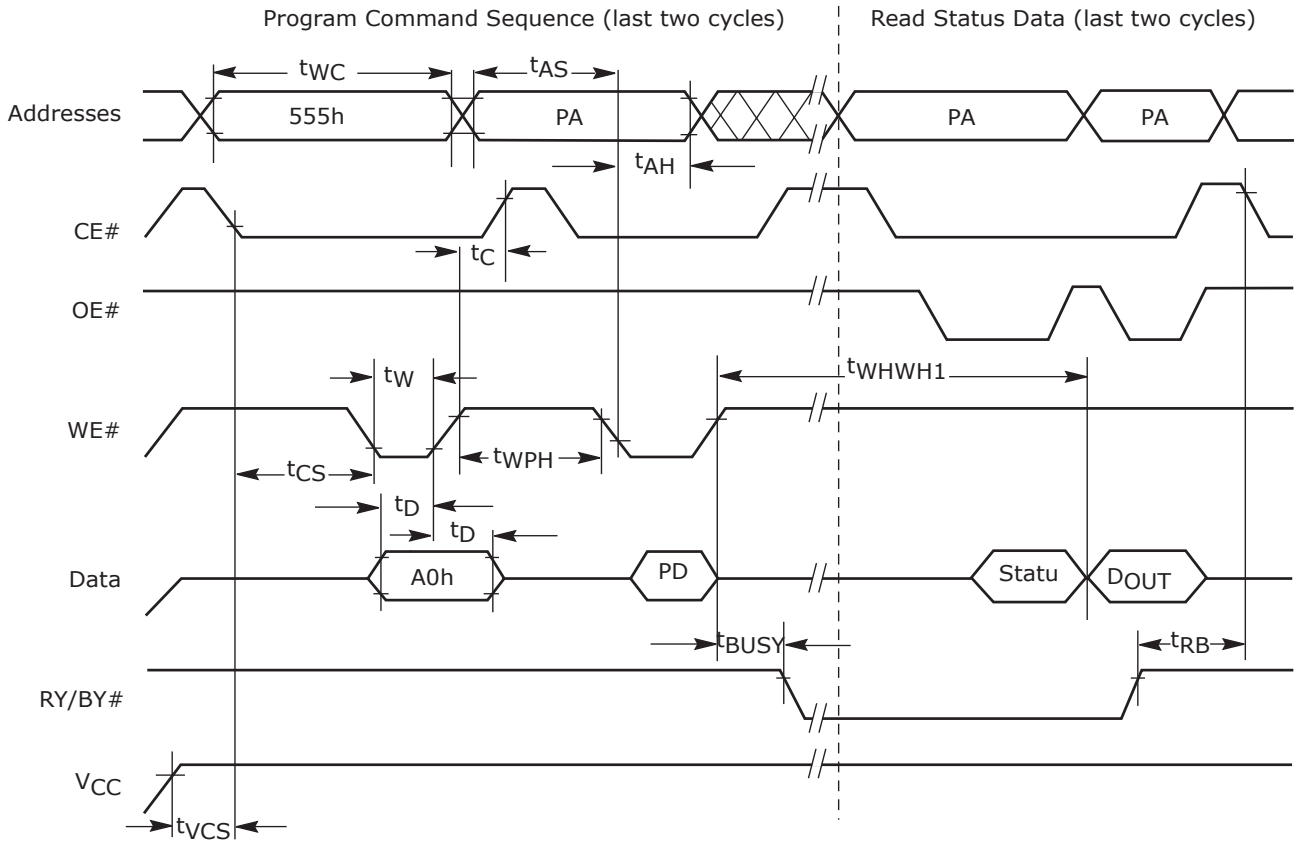 Program Command Sequence (last two cycles)
Read Status Data (last two cycles)
tWC
tAS
Addresses
555h
PA
PA
PA
tAH
CE#
tC
OE#
tW
tWHWH1
WE#
tCS
tWPH
tD
tD
Data
A0h
PD
Statu
DOUT
tBUSY
tRB
RY/BY#
VCC
tVCS